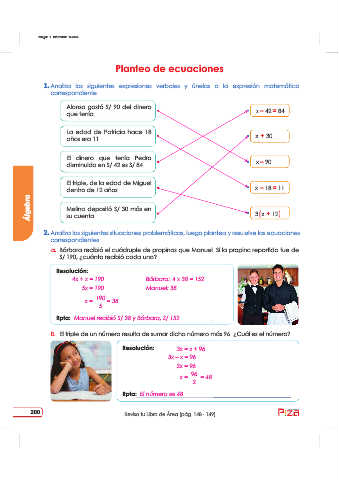 Planteo de ecuaciones
1. Analiza las siguientes expresiones verbales y únelas a la expresión matemática
correspondiente.
Alonso gastó S/ 90 del dinero
que tenía
x – 42 = 84
La edad de Patricia hace 18
años era 11
x + 30
El dinero que tenía Pedro
disminuido en S/ 42 es S/ 84
x – 90
El triple, de la edad de Miguel
dentro de 12 años
x – 18 = 11
Melina depositó S/ 30 más en
su cuenta
3(x + 12)
Álgebra
2. Analiza las siguientes situaciones problemáticas, luego plantea y resuelve las ecuaciones
correspondientes
a. Bárbara recibió el cuádruple de propinas que Manuel. Si la propina repartida fue de
S/ 190, ¿cuánto recibió cada uno?
Resolución:
4x + x = 190
Bárbara: 4 x 38 = 152
5x = 190
Manuel: 38
x = 190/5 = 38
Rpta: Manuel recibió S/ 38 y Bárbara, S/ 152
B. El triple de un número resulta de sumar dicho número más 96 ¿Cuál es el número?
Resolución:
3x = x + 96
3x – x = 96
2x = 96
x = 96/2 = 48
Rpta: El número es 48
200
Revisa tu Libro de Área (pág. 148 - 149)